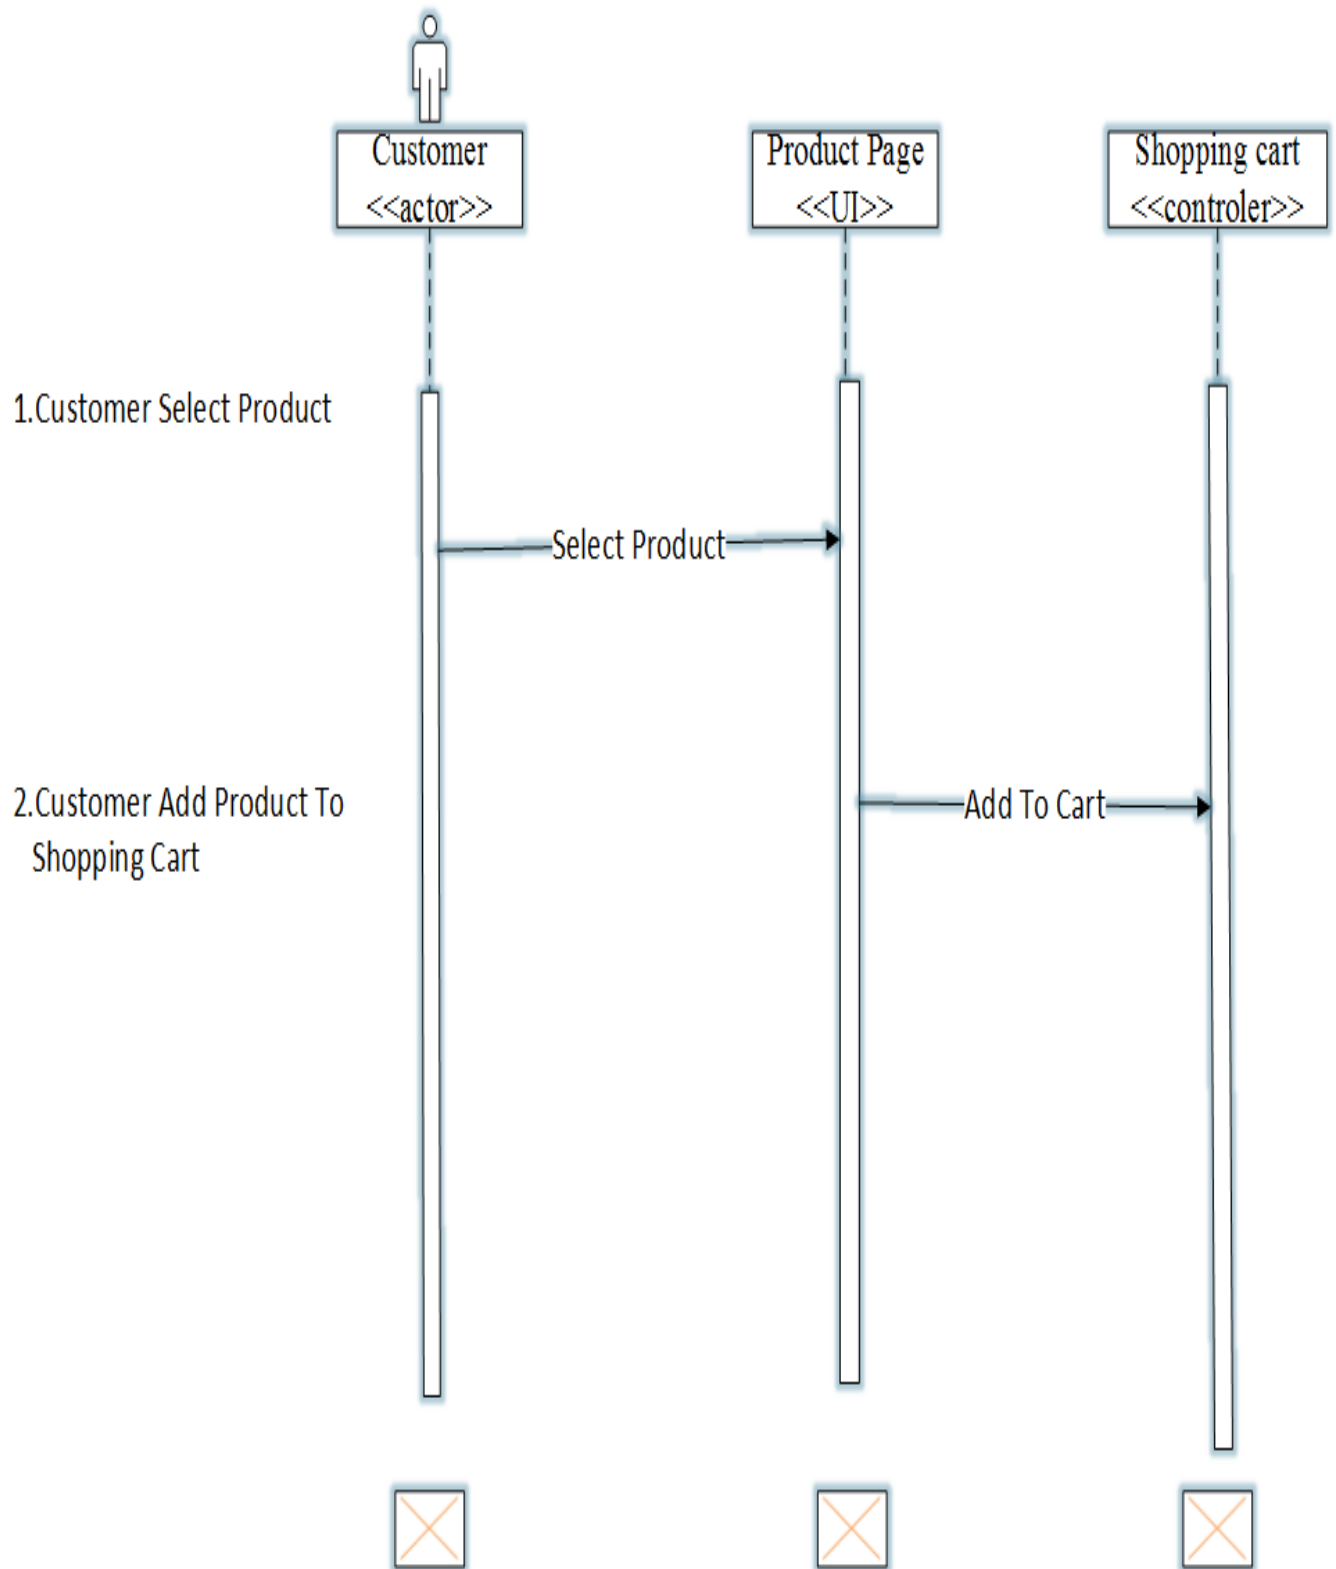 Customer
<<actor>>
Product Page
<<UI>>
Shopping cart
<<controler>>
1.Customer Select Product
Select Product
2.Customer Add Product To
Shopping Cart
Add To Cart